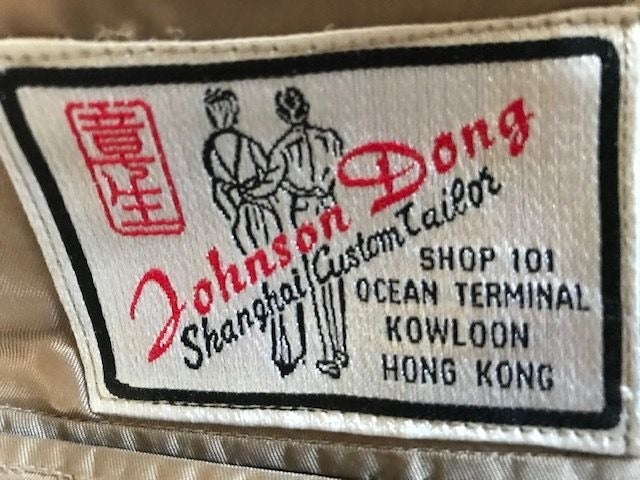 章生
Johnson Dong
Shanghai Custom Tailor
SHOP 101
OCEAN TERMINAL
KOWLOON
HONG KONG